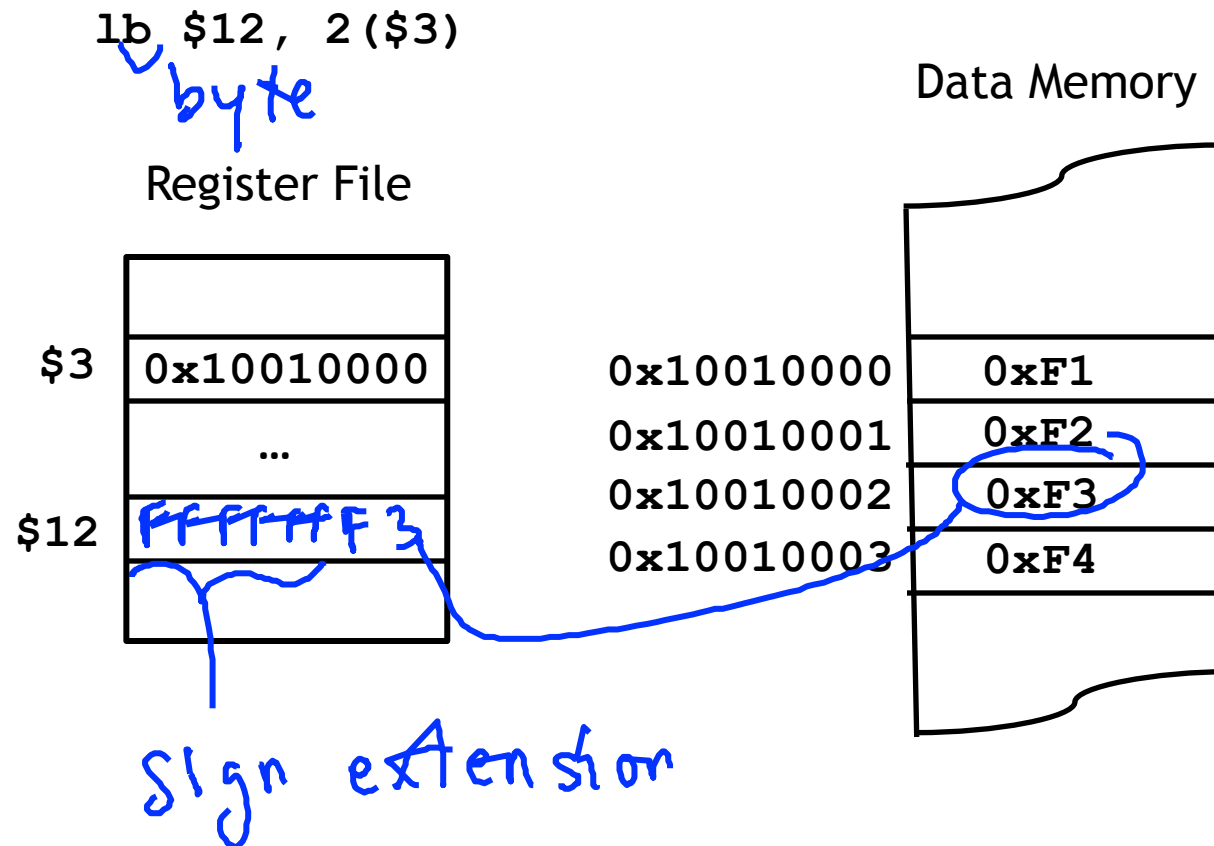 lb $12, 2($3)
byte
Data Memory
Register File
$3 0x10010000
…
$12 FFFFFFF3
0x10010000 0xF1
0x10010001 0xF2
0x10010002 0xF3
0x10010003 0xF4
sign extension